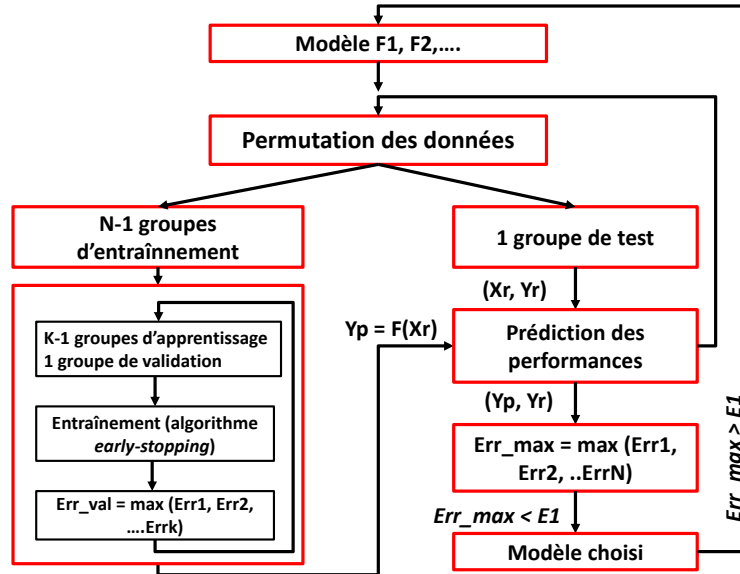 Modèle F1, F2,….
Permutation des données
N-1 groupes
d’entraînnement
1 groupe de test
(Xr, Yr)
K-1 groupes d’apprentissage
1 groupe de validation
Yp = F(Xr)
Prédiction des
performances
Entraînement (algorithme
early-stopping)
(Yp, Yr)
Err_val = max (Err1, Err2,
….Errk)
Err_max = max (Err1,
Err2, ..ErrN)
Err_max < E1
Modèle choisi
Err_max > E1